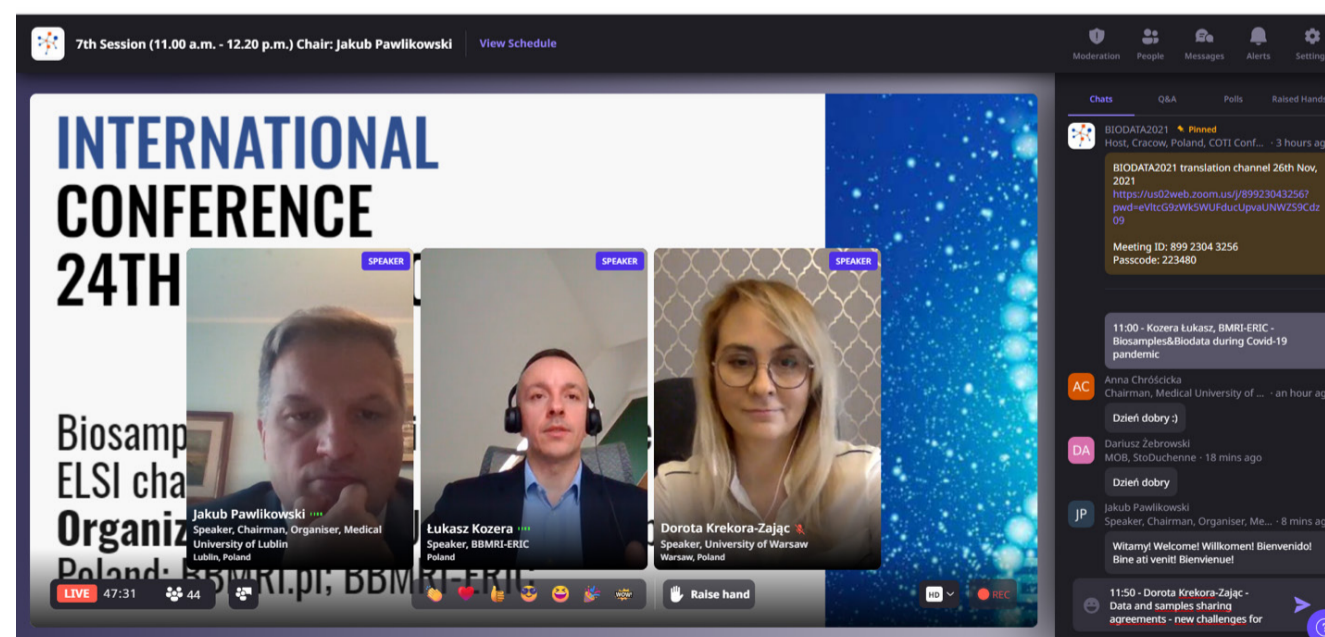 7th Session (11.00 a.m. - 12.20 p.m.) Chair: Jakub Pawlikowski
View Schedule
Moderation
People
Messages
Alerts
Setting
INTERNATIONAL
CONFERENCE
24TH
Biosamp
ELSI cha
Organiz
Poland: BBMRI.pl; BBMRI-ERIC
SPEAKER
Jakub Pawlikowski
Speaker, Chairman, Organiser, Medical
University of Lublin
Lublin, Poland
SPEAKER
Łukasz Kozera
Speaker, BBMRI-ERIC
Poland
SPEAKER
Dorota Krekora-Zając
Speaker, University of Warsaw
Warsaw, Poland
LIVE 47:31
44
WOW!
Raise hand
HD
REC
Chats
Q&A
Polls
Raised Hands
BIODATA2021 Pinned
Host, Cracow, Poland, COTI Conf... · 3 hours ag
BIODATA2021 translation channel 26th Nov,
2021
https://us02web.zoom.us/j/89923043256?
pwd=eVltcG9zWk5WUFducUpvaUNWZS9Cdz
09
Meeting ID: 899 2304 3256
Passcode: 223480
11:00 - Kozera Łukasz, BMRI-ERIC -
Biosamples&Biodata during Covid-19
pandemic
AC
Anna Chróścicka
Chairman, Medical University of ... · an hour ag
Dzień dobry :)
DA
Dariusz Żebrowski
MOB, StoDuchenne · 18 mins ago
Dzień dobry
JP
Jakub Pawlikowski
Speaker, Chairman, Organiser, Me... · 8 mins ag
Witamy! Welcome! Willkomen! Bienvenido!
Bine ati venit! Bienvienue!
11:50 - Dorota Krekora-Zając -
Data and samples sharing
agreements - new challenges for